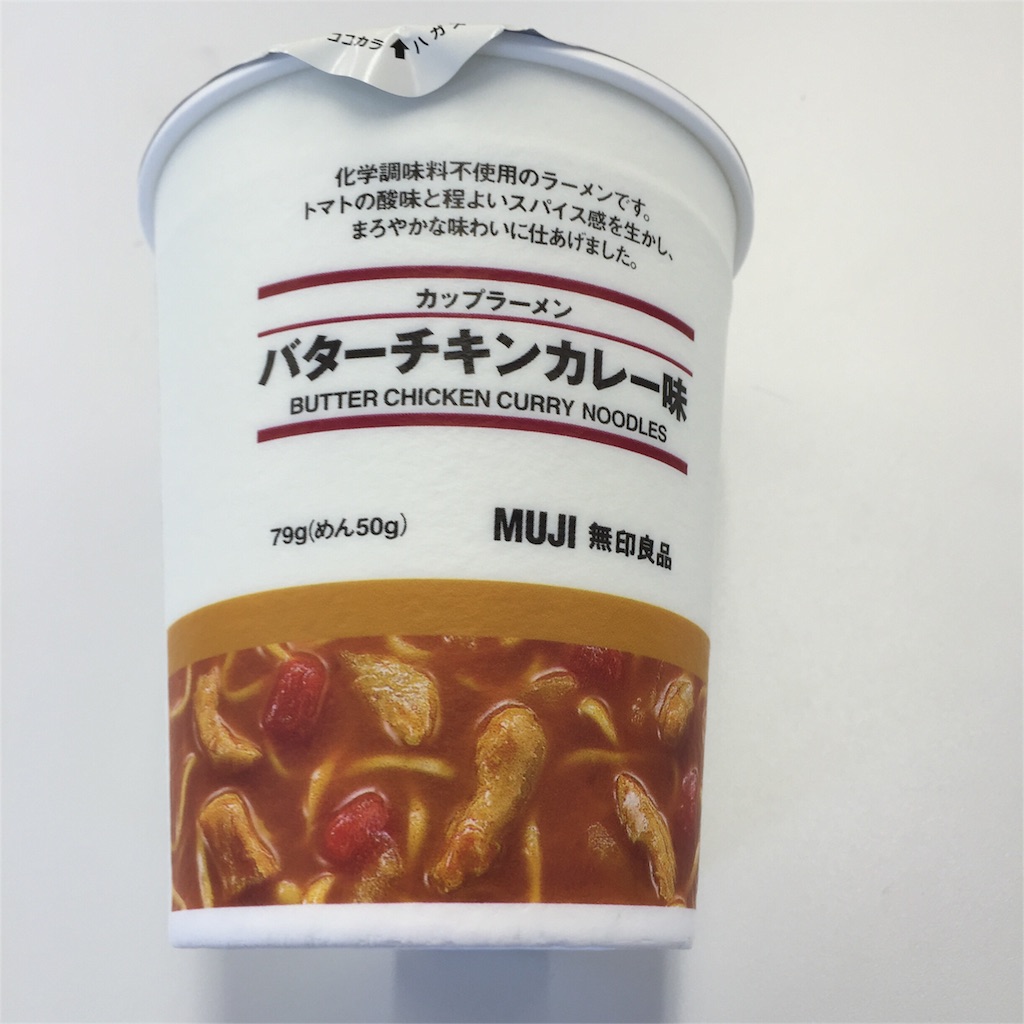 ココカラ↑ハガス
化学調味料不使用のラーメンです。
トマトの酸味と程よいスパイス感を生かし、
まろやかな味わいに仕あげました。
カップラーメン
バターチキンカレー味
BUTTER CHICKEN CURRY NOODLES
79g(めん50g)
MUJI 無印良品